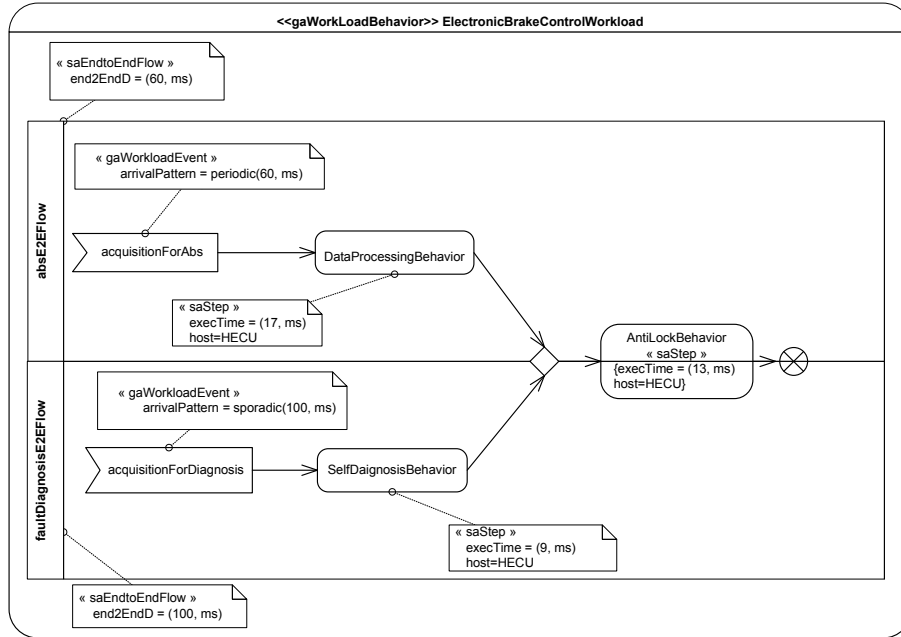 <<gaWorkLoadBehavior>> ElectronicBrakeControlWorkload
« saEndtoEndFlow »
end2EndD = (60, ms)
absE2EFlow
« gaWorkloadEvent »
arrivalPattern = periodic(60, ms)
acquisitionForAbs
DataProcessingBehavior
« saStep »
execTime = (17, ms)
host=HECU
AntiLockBehavior
« saStep »
{execTime = (13, ms)
host=HECU}
faultDiagnosisE2EFlow
« gaWorkloadEvent »
arrivalPattern = sporadic(100, ms)
acquisitionForDiagnosis
SelfDaignosisBehavior
« saStep »
execTime = (9, ms)
host=HECU
« saEndtoEndFlow »
end2EndD = (100, ms)